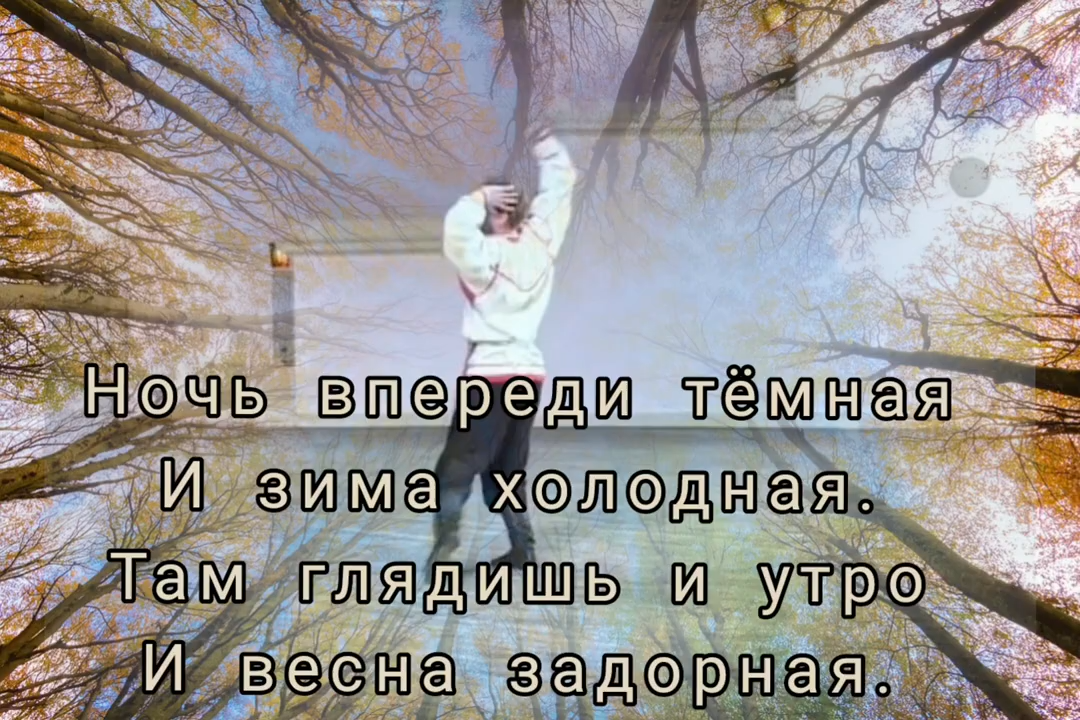 Ночь впереди тёмная
И зима холодная.
Там глядишь и утро
И весна задорная.